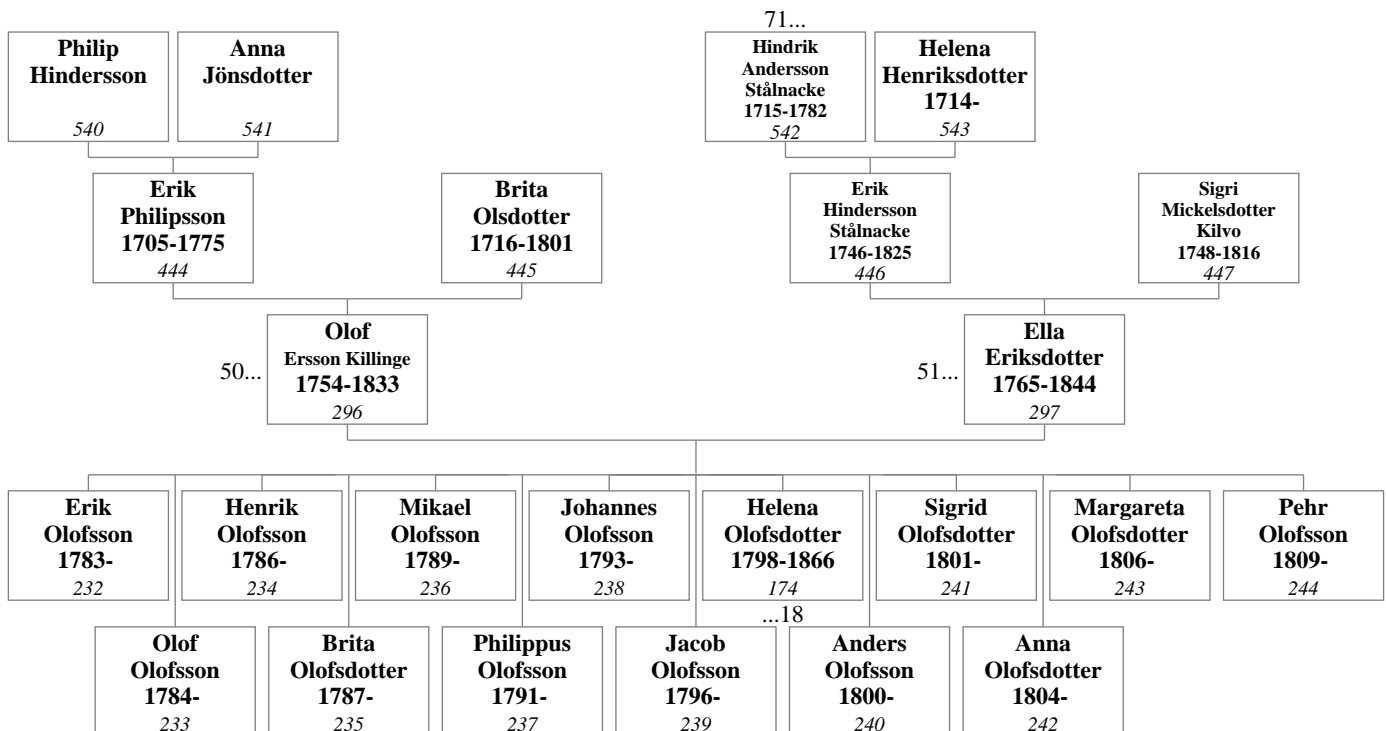 71...
Philip
Hindersson
540
Anna
Jönsdotter
541
Hindrik
Andersson
Stålnacke
1715-1782
542
Helena
Henriksdotter
1714-
543
Erik
Philipsson
1705-1775
444
Brita
Olsdotter
1716-1801
445
Erik
Hindersson
Stålnacke
1746-1825
446
Sigri
Mickelsdotter
Kilvo
1748-1816
447
50...
Olof
Ersson Killinge
1754-1833
296
51...
Ella
Eriksdotter
1765-1844
297
Erik
Olofsson
1783-
232
Henrik
Olofsson
1786-
234
Mikael
Olofsson
1789-
236
Johannes
Olofsson
1793-
238
Helena
Olofsdotter
1798-1866
174
...18
Sigrid
Olofsdotter
1801-
241
Margareta
Olofsdotter
1806-
243
Pehr
Olofsson
1809-
244
Olof
Olofsson
1784-
233
Brita
Olofsdotter
1787-
235
Philippus
Olofsson
1791-
237
Jacob
Olofsson
1796-
239
Anders
Olofsson
1800-
240
Anna
Olofsdotter
1804-
242